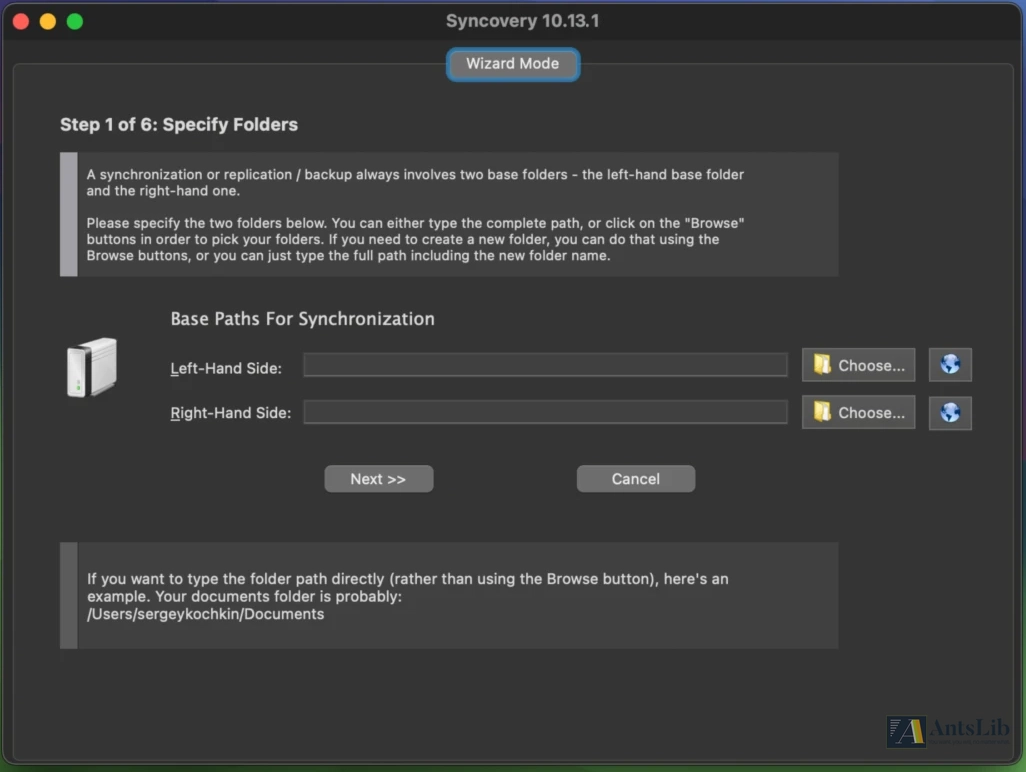 Syncovery 10.13.1
Wizard Mode
Step 1 of 6: Specify Folders
A synchronization or replication / backup always involves two base folders - the left-hand base folder
and the right-hand one.
Please specify the two folders below. You can either type the complete path, or click on the "Browse"
buttons in order to pick your folders. If you need to create a new folder, you can do that using the
Browse buttons, or you can just type the full path including the new folder name.
Base Paths For Synchronization
Left-Hand Side:
Choose...
Right-Hand Side:
Choose...
Next >>
Cancel
If you want to type the folder path directly (rather than using the Browse button), here's an
example. Your documents folder is probably:
/Users/sergeykochkin/Documents
AntsLib